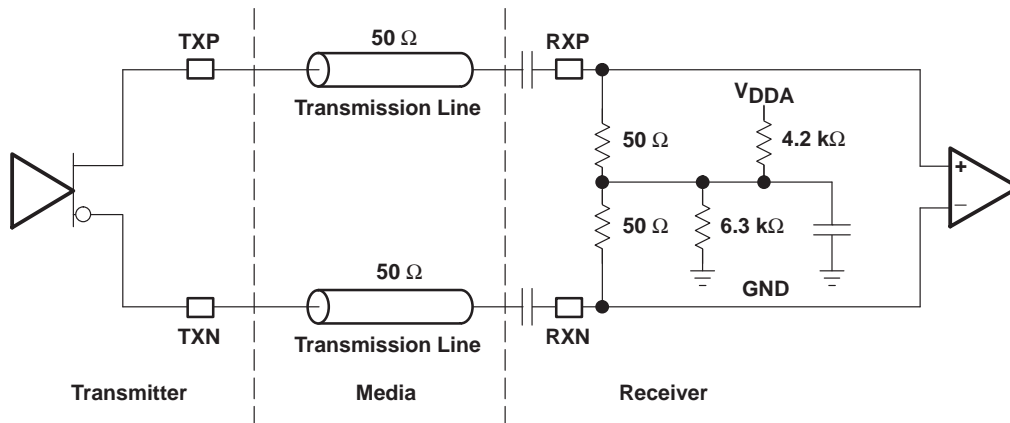 TXP
50 Ω
RXP
Transmission Line
VDDA
50 Ω
4.2 kΩ
+
−
50 Ω
6.3 kΩ
50 Ω
GND
TXN
Transmission Line
RXN
Transmitter
Media
Receiver